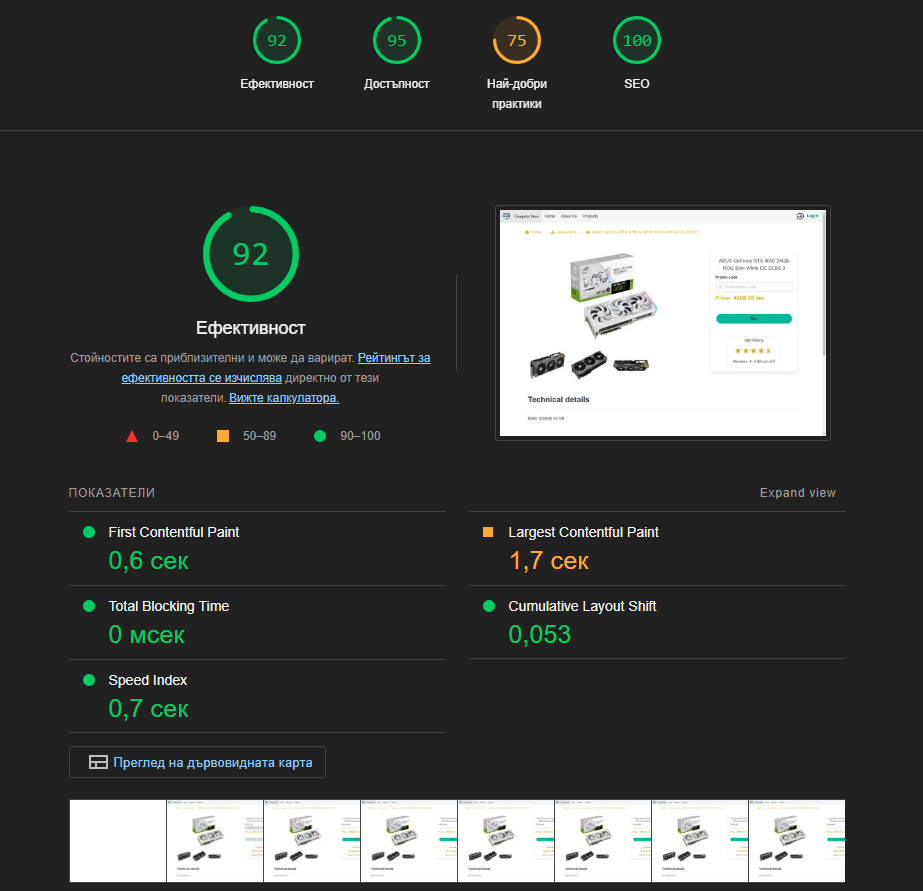 92
95
75
100
Ефективност
Достъпност
Най-добри
практики
SEO
92
Ефективност
Стойностите са приблизителни и може да варират. Рейтингът за
ефективността се изчислява директно от тези
показатели. Вижте калкулатора.
0–49
50–89
90–100
Computer Store Home About Us Products
Log in
Home
ASUS GeForce RTX 4090 24GB
ROG Strix White OC DLSS 3
Promo code
Enter promo code
Price: 4368.00 lev
Buy
Star Rating
Technical details
ПОКАЗАТЕЛИ
Expand view
First Contentful Paint
0,6 сек
Largest Contentful Paint
1,7 сек
Total Blocking Time
0 мсек
Cumulative Layout Shift
0,053
Speed Index
0,7 сек
Преглед на дървовидната карта